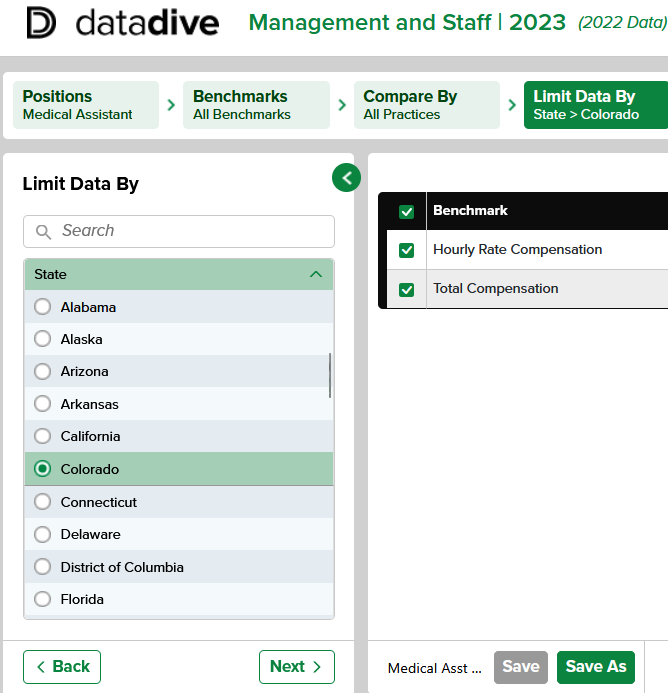 D datadive Management and Staff | 2023 (2022 Data)
Positions
Medical Assistant
Benchmarks
All Benchmarks
Compare By
All Practices
Limit Data By
State > Colorado
Limit Data By
Search
State
Alabama
Alaska
Arizona
Arkansas
California
Colorado
Connecticut
Delaware
District of Columbia
Florida
Back
Next
Benchmark
Hourly Rate Compensation
Total Compensation
Medical Asst ...
Save
Save As